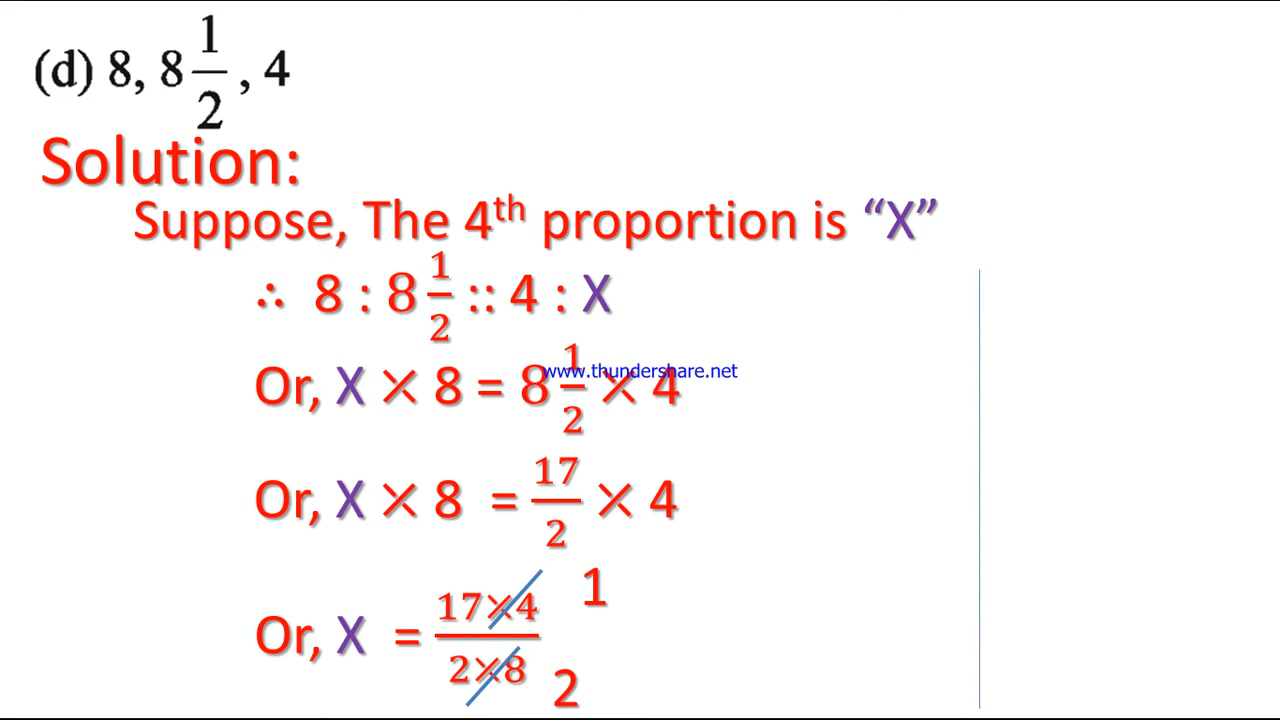 (d) 8, 8 1/2 , 4
Solution:
Suppose, The 4th proportion is “X”
∴ 8 : 8 1/2 :: 4 : X
Or, X × 8 = 8 1/2 × 4
www.thundershare.net
Or, X × 8 = 17/2 × 4
1
Or, X = 17×4/2×8
2